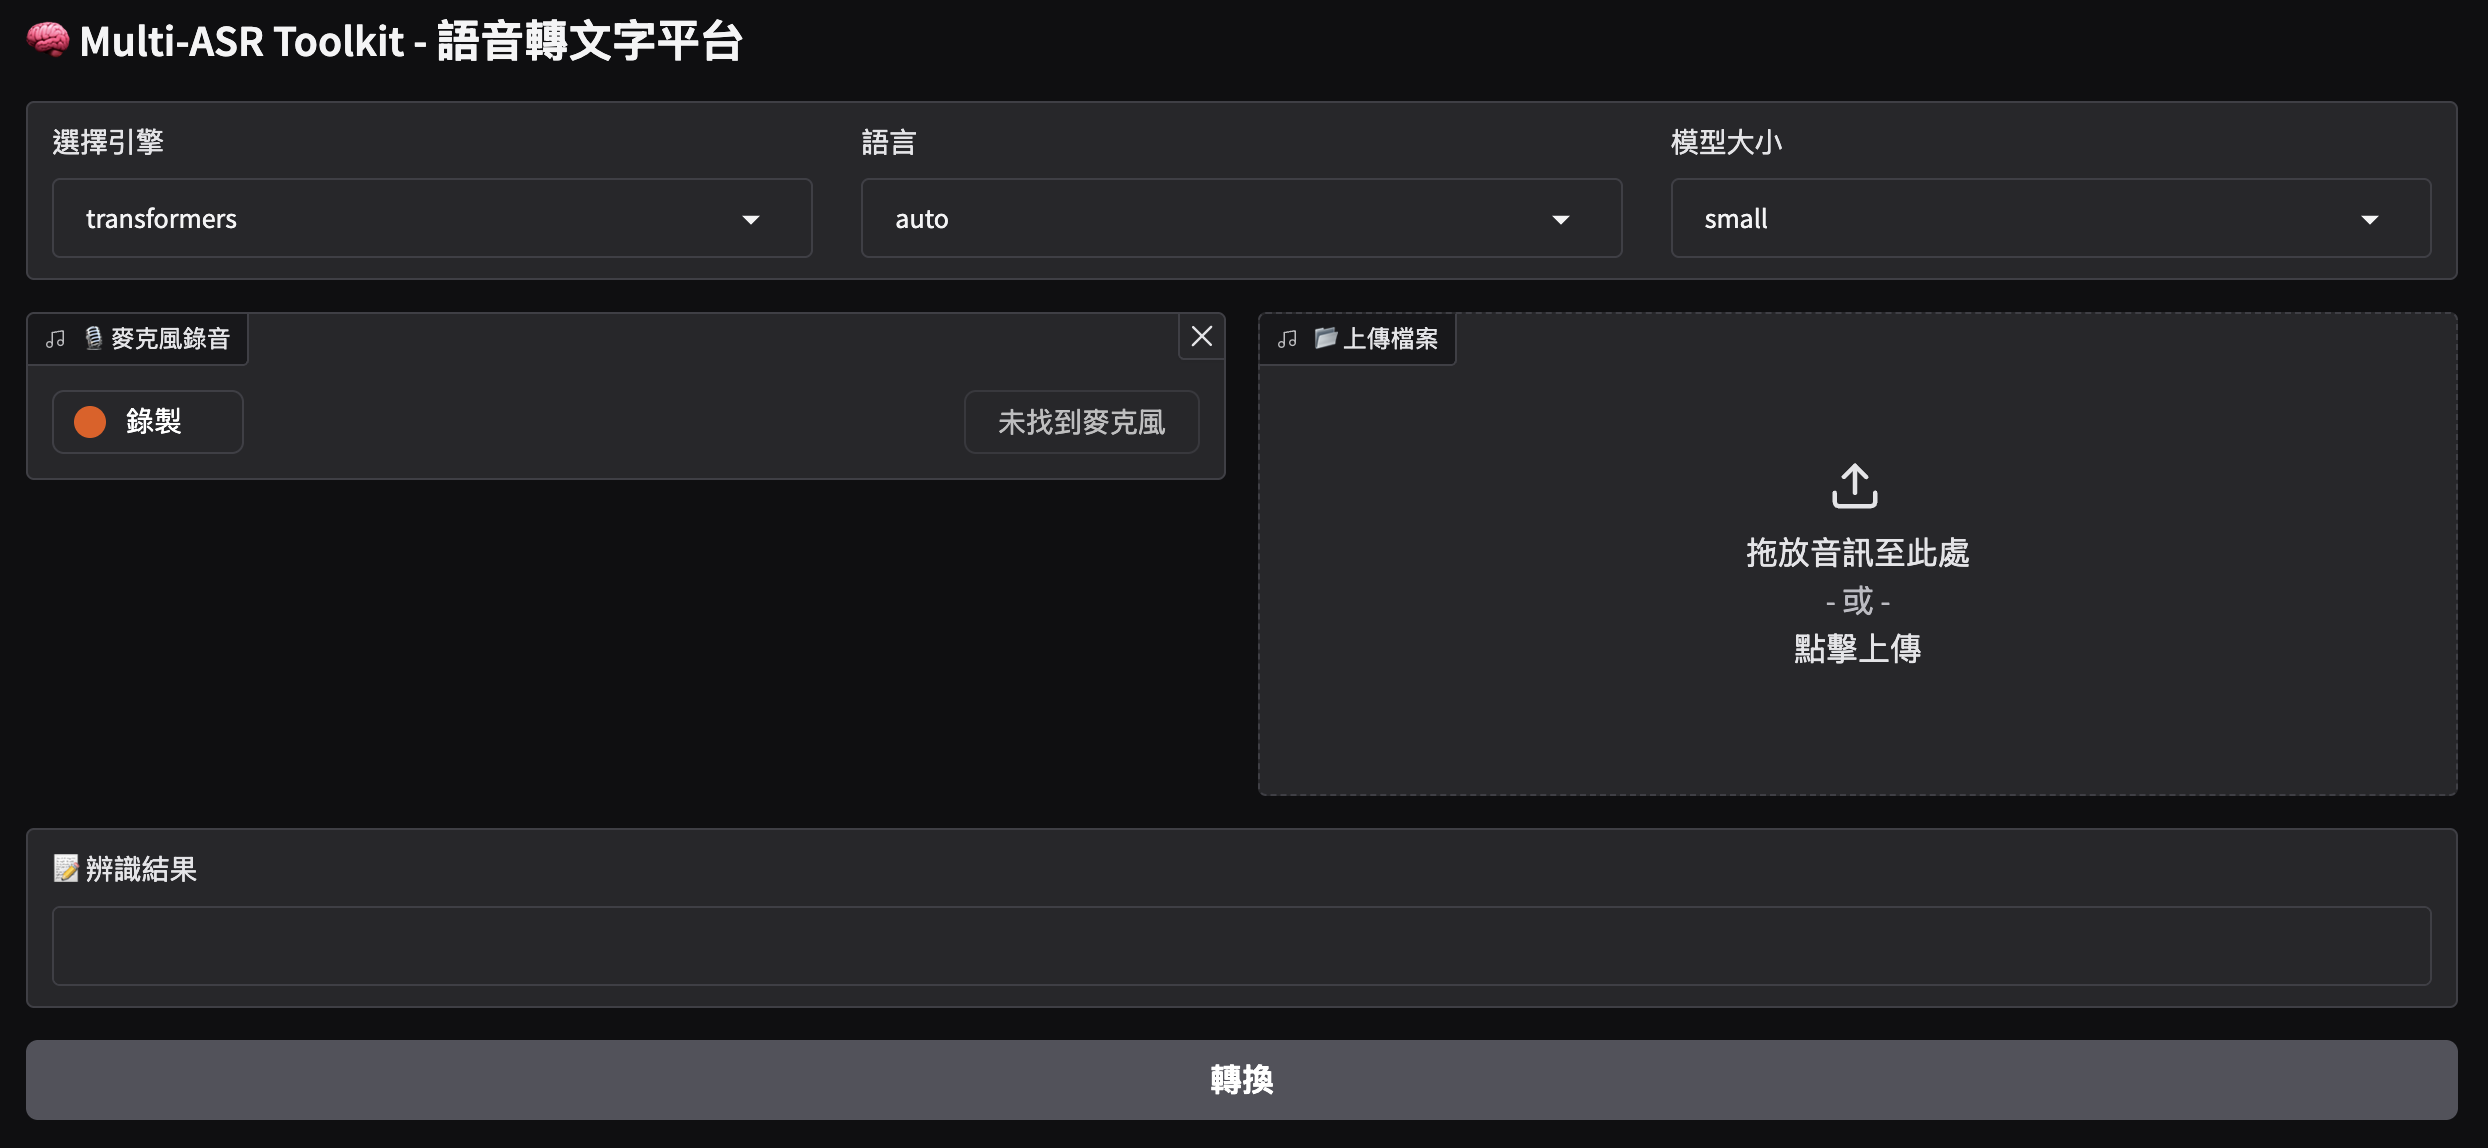 🧠 Multi-ASR Toolkit - 語音轉文字平台
選擇引擎
語言
模型大小
transformers
auto
small
🎙️ 麥克風錄音
錄製
未找到麥克風
📂 上傳檔案
拖放音訊至此處
- 或 -
點擊上傳
📝 辨識結果
轉換